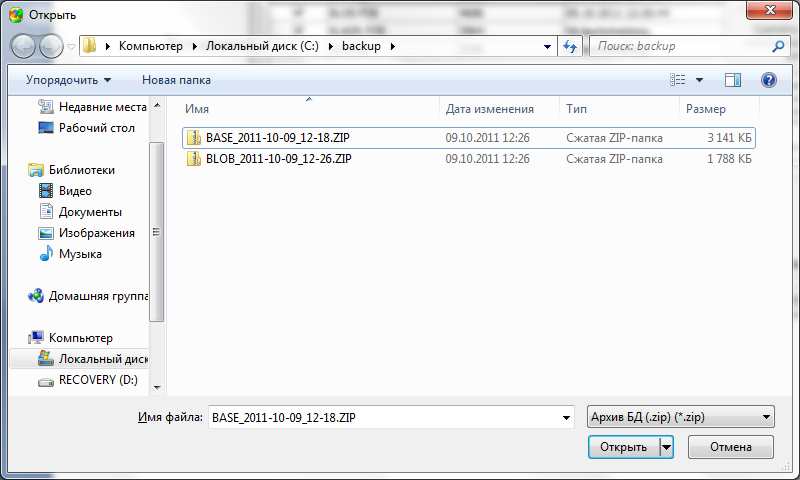 Открыть
Компьютер Локальный диск (C:) backup
Поиск: backup
Упорядочить Новая папка
Имя Дата изменения Тип Размер
BASE_2011-10-09_12-18.ZIP 09.10.2011 12:26 Сжатая ZIP-папка 3 141 КБ
BLOB_2011-10-09_12-26.ZIP 09.10.2011 12:26 Сжатая ZIP-папка 1 788 КБ
Недавние места
Рабочий стол
Библиотеки
Видео
Документы
Изображения
Музыка
Домашняя группа
Компьютер
Локальный диск
RECOVERY (D:)
Имя файла: BASE_2011-10-09_12-18.ZIP
Архив БД (.zip) (*.zip)
Открыть Отмена